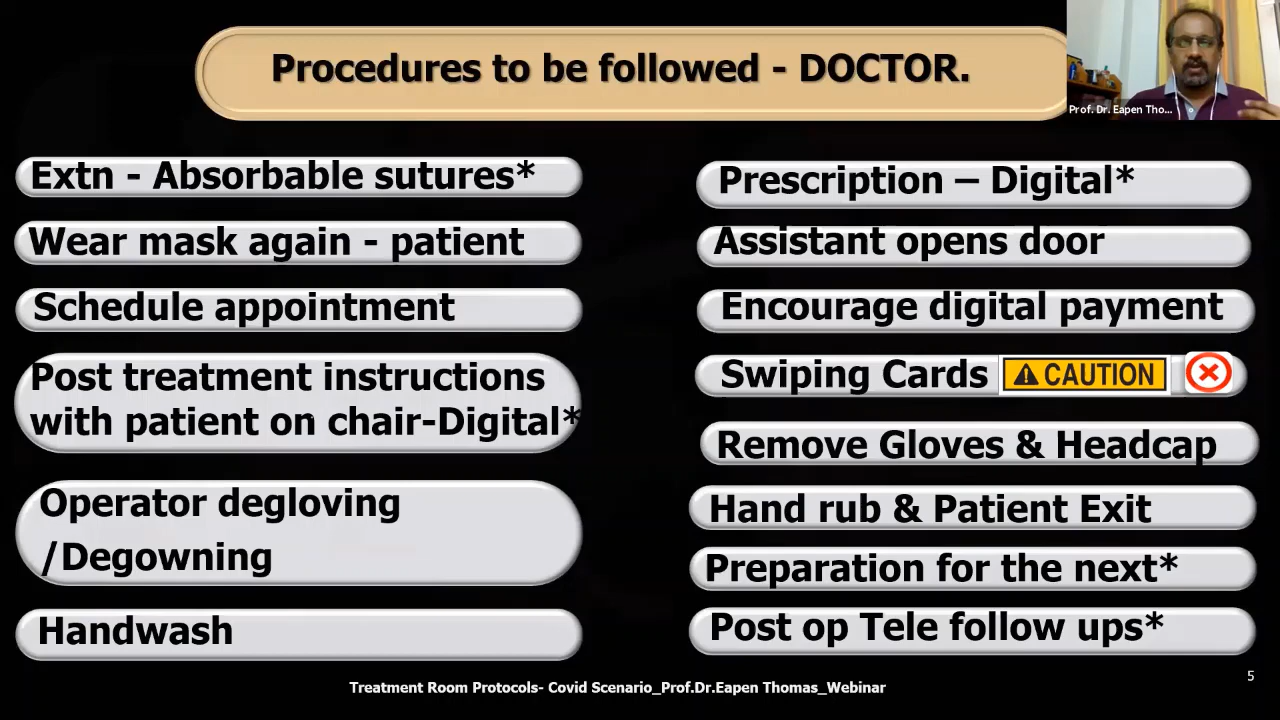 Procedures to be followed - DOCTOR.
Prof. Dr. Eapen Tho...
Extn - Absorbable sutures*
Wear mask again - patient
Schedule appointment
Post treatment instructions
with patient on chair-Digital*
Operator degloving
/Degowning
Handwash
Prescription – Digital*
Assistant opens door
Encourage digital payment
Swiping Cards CAUTION
Remove Gloves & Headcap
Hand rub & Patient Exit
Preparation for the next*
Post op Tele follow ups*
Treatment Room Protocols- Covid Scenario_Prof.Dr.Eapen Thomas_Webinar
5